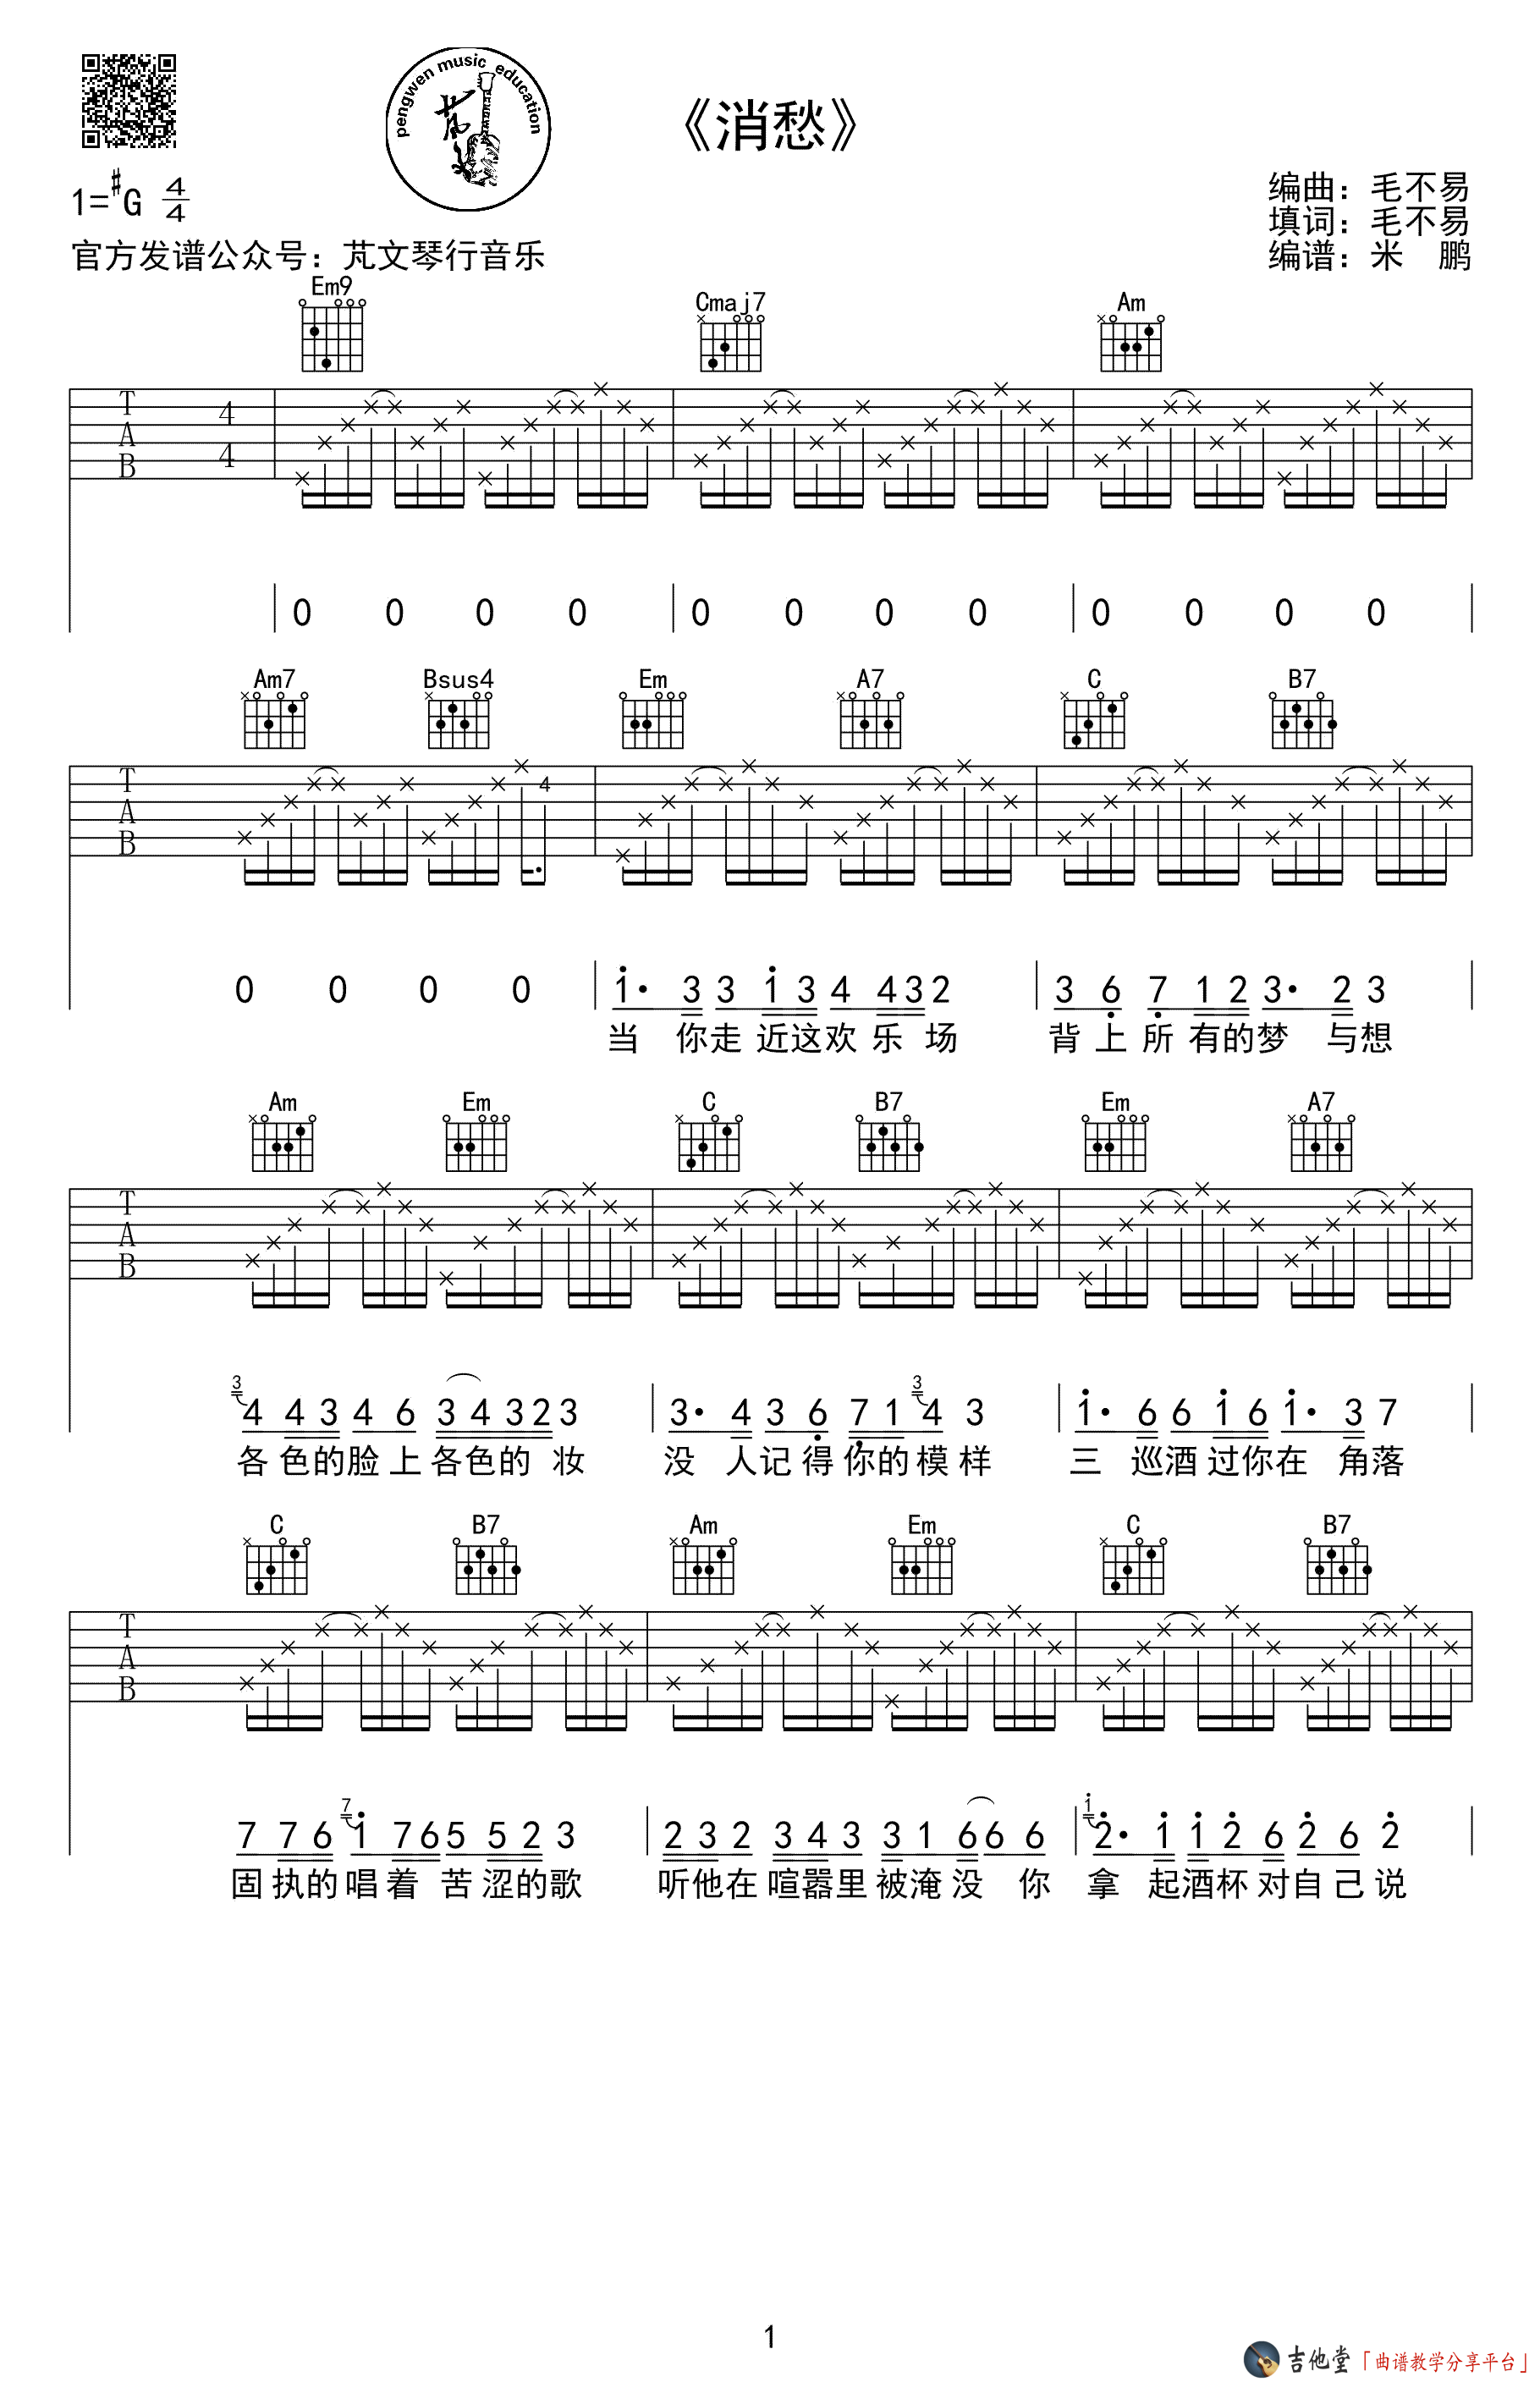 pengwen music education
《消愁》
1=#G 4/4
编曲：毛不易
填词：毛不易
官方发谱公众号：芃文琴行音乐
编谱：米 鹏
Em9 Cmaj7 Am
T A B 4 4
0 0 0 0 0 0 0 0 0 0 0 0
Am7 Bsus4 Em A7 C B7
T A B 4
0 0 0 0 1· 3 3 1 3 4 4 3 2 3 6 7 1 2 3· 2 3
当 你走 近这欢 乐 场 背 上 所 有的梦 与想
Am Em C B7 Em A7
T A B
3 4 4 3 4 6 3 4 3 2 3 3· 4 3 6 7 1 3 4 3 1· 6 6 1 6 1· 3 7
各 色的脸 上 各色的 妆 没 人记 得 你的 模 样 三 巡酒 过你在 角落
C B7 Am Em C B7
T A B
7 7 6 7 1 7 6 5 5 2 3 2 3 2 3 4 3 3 1 6 6 6 1 2· 1 1 2 6 2 6 2
固 执的 唱 着 苦 涩的歌 听他在 喧嚣里 被淹 没 你 拿 起酒杯 对自 己 说
1
吉他堂「曲谱教学分享平台」